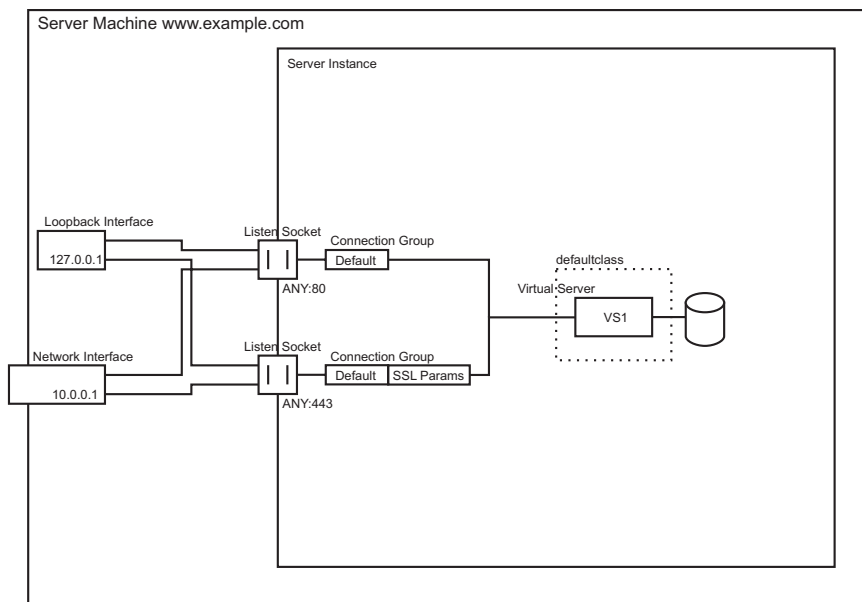 Server Machine www.example.com
Server Instance
Loopback Interface
127.0.0.1
Listen Socket
ANY:80
Connection Group
Default
defaultclass
Virtual Server
VS1
Network Interface
10.0.0.1
Listen Socket
ANY:443
Connection Group
Default
SSL Params